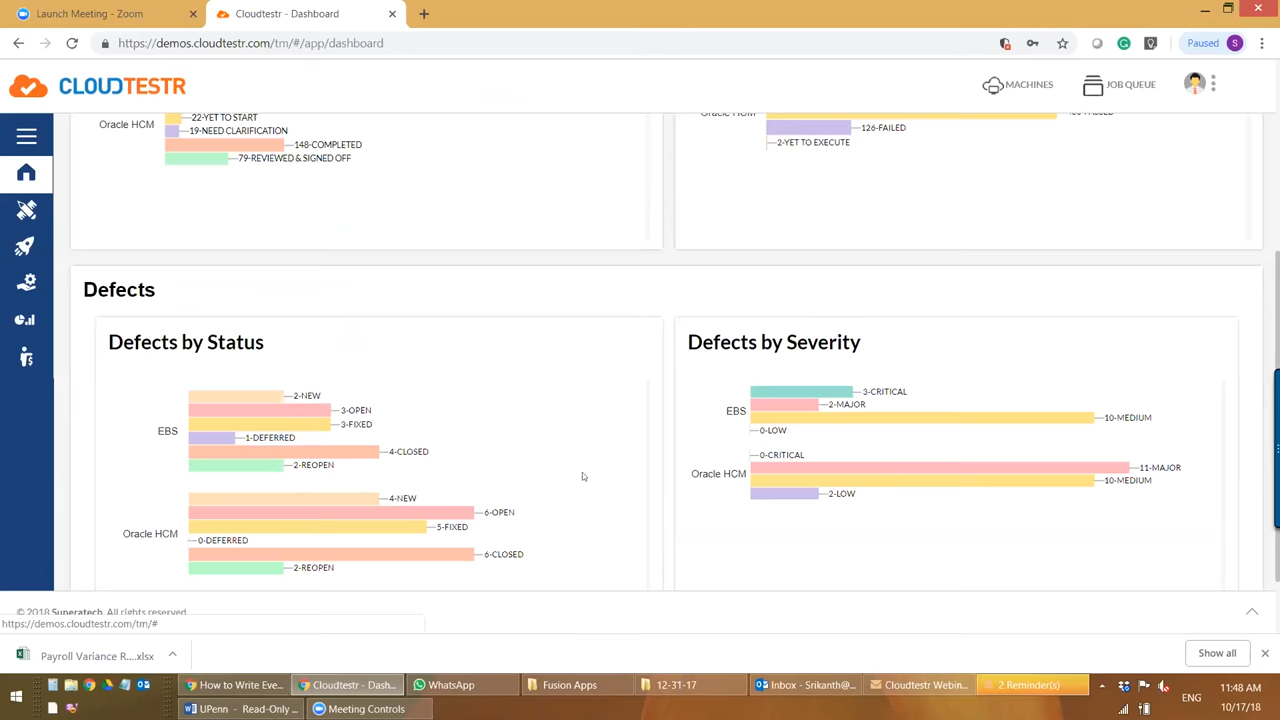 Launch Meeting - Zoom
Cloudtestr - Dashboard
https://demos.cloudtestr.com/tm/#/app/dashboard
Paused
S
CLOUDTESTR
MACHINES
JOB QUEUE
Oracle HCM
22-YET TO START
19-NEED CLARIFICATION
148-COMPLETED
79-REVIEWED & SIGNED OFF
126-FAILED
2-YET TO EXECUTE
Defects
Defects by Status
EBS
2-NEW
3-OPEN
3-FIXED
1-DEFERRED
4-CLOSED
2-REOPEN
Oracle HCM
4-NEW
6-OPEN
5-FIXED
0-DEFERRED
6-CLOSED
2-REOPEN
Defects by Severity
EBS
3-CRITICAL
2-MAJOR
10-MEDIUM
0-LOW
Oracle HCM
0-CRITICAL
11-MAJOR
10-MEDIUM
2-LOW
© 2018 Superatech. All rights reserved
https://demos.cloudtestr.com/tm/#
Payroll Variance R....xlsx
Show all
How to Write Eve...
Cloudtestr - Dash...
WhatsApp
Fusion Apps
12-31-17
Inbox - Srikanth@...
Cloudtestr Webin...
2 Reminder(s)
ENG
11:48 AM
10/17/18
UPenn - Read-Only ...
Meeting Controls